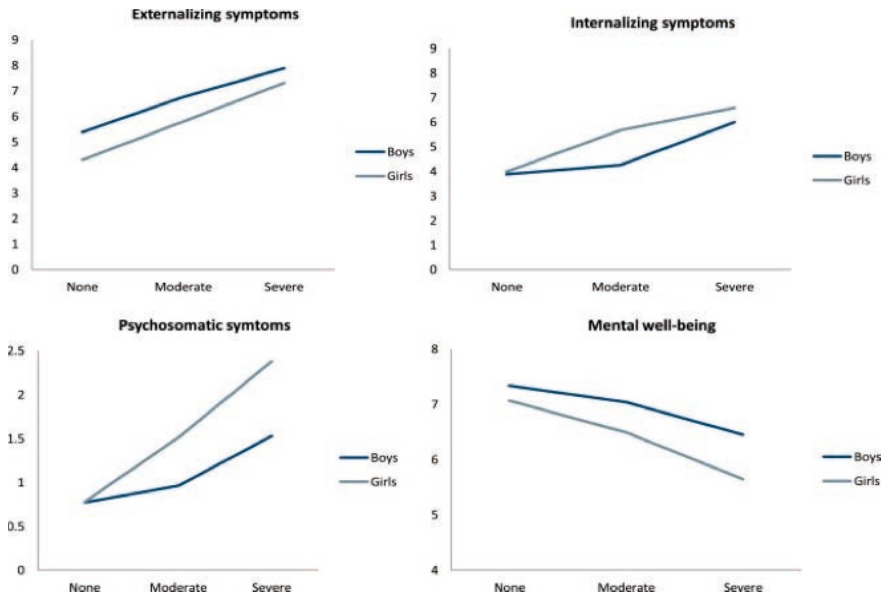 Externalizing symptoms
9
8
7
6
5
4
3
2
1
0
None Moderate Severe
Boys
Girls
Internalizing symptoms
9
8
7
6
5
4
3
2
1
0
None Moderate Severe
Boys
Girls
Psychosomatic symtoms
2.5
2
1.5
1
0.5
0
None Moderate Severe
Boys
Girls
Mental well-being
8
7
6
5
4
None Moderate Severe
Boys
Girls